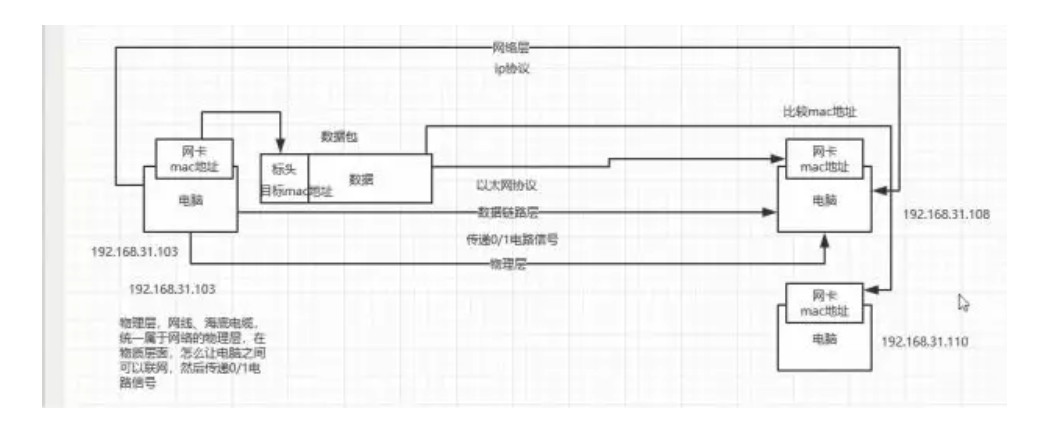 网络层
ip协议
比较mac地址
网卡
mac地址
数据包
网卡
mac地址
标头
目标mac地址
数据
电脑
以太网协议
电脑
数据链路层
192.168.31.108
传递0/1电路信号
192.168.31.103
物理层
192.168.31.103
网卡
mac地址
物理层，网线、海底电缆，
统一属于网络的物理层，在
物质层面，怎么让电脑之间
可以联网，然后传递0/1电
路信号
电脑
192.168.31.110